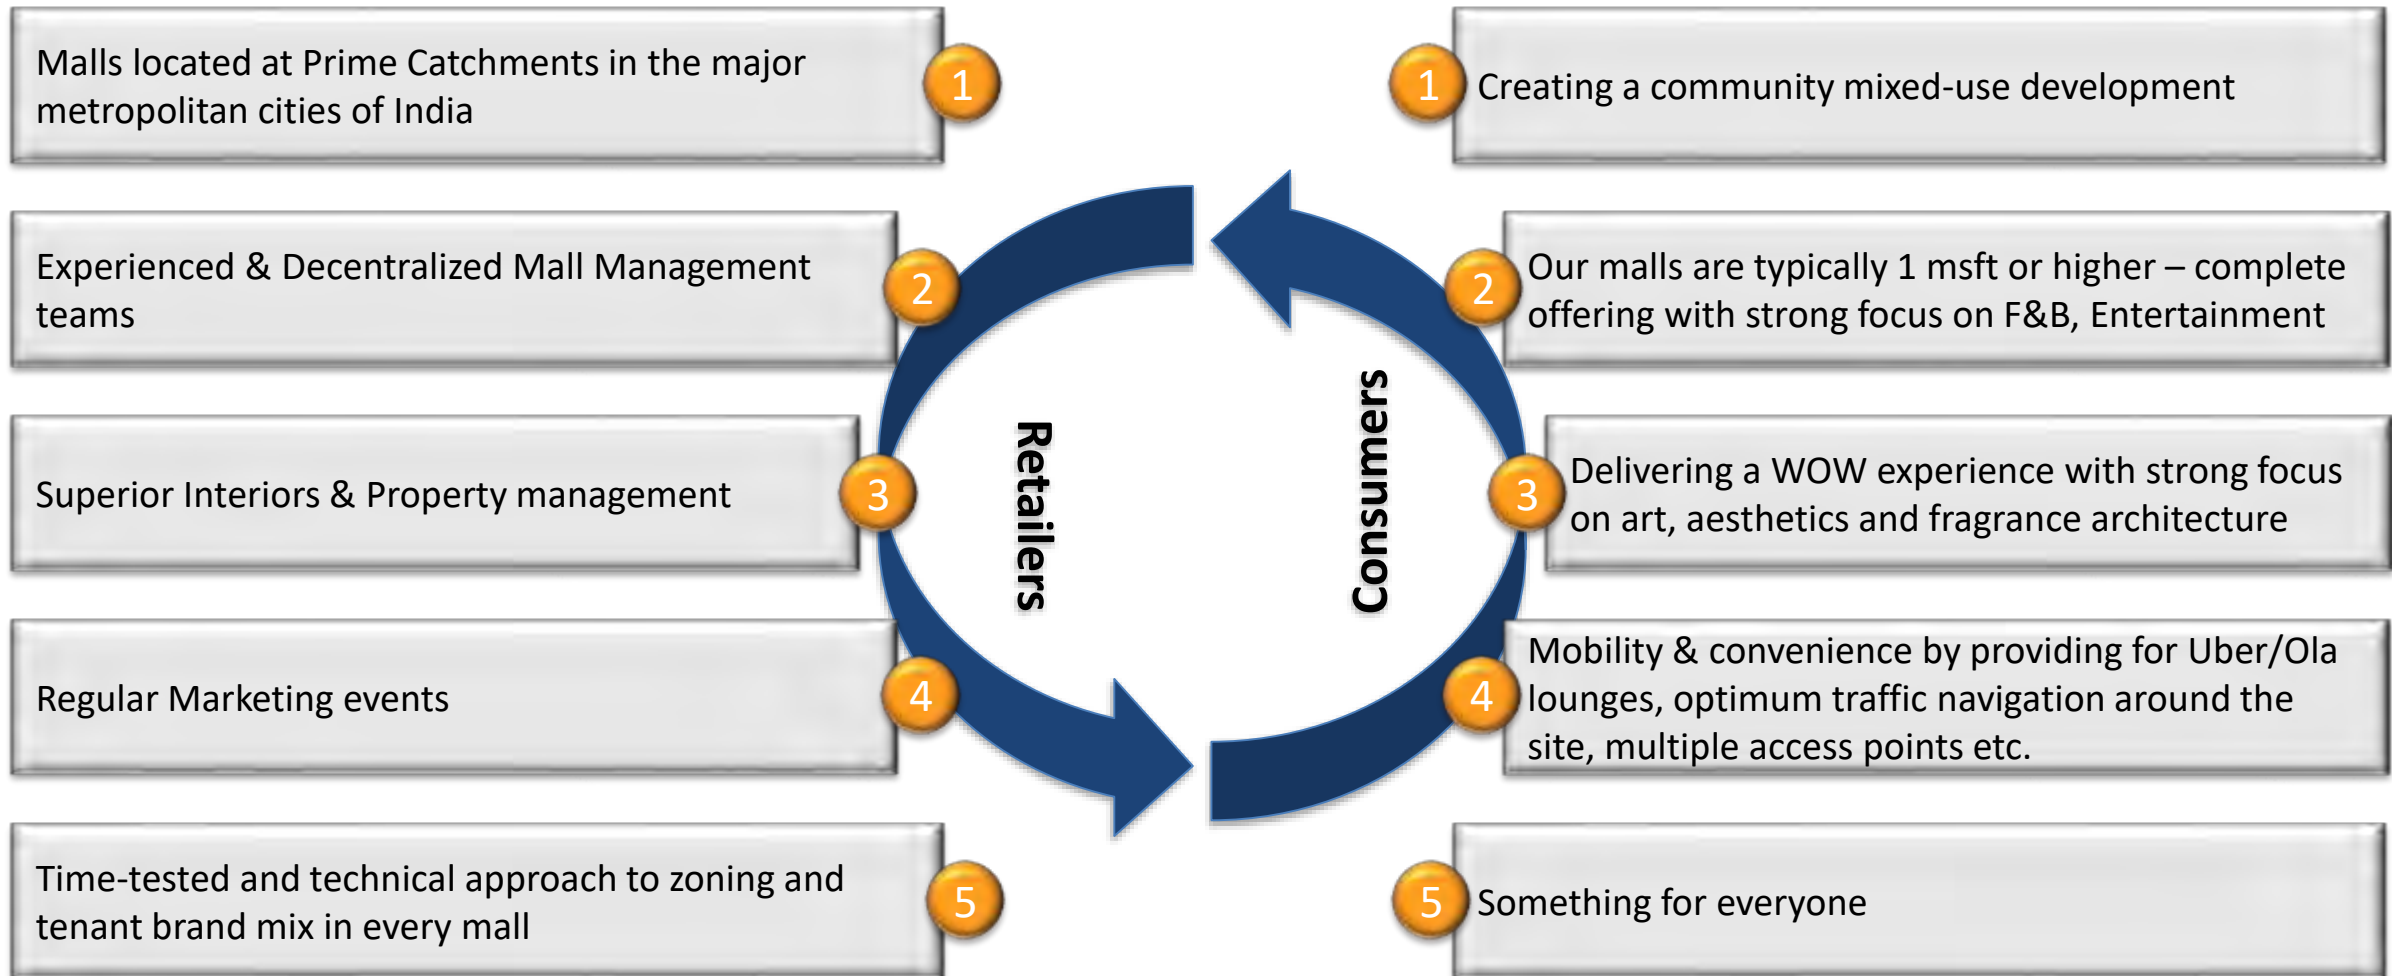 Malls located at Prime Catchments in the major
metropolitan cities of India
1
Experienced & Decentralized Mall Management
teams
2
Superior Interiors & Property management
3
Regular Marketing events
4
Time-tested and technical approach to zoning and
tenant brand mix in every mall
5
Retailers
Consumers
1
Creating a community mixed-use development
2
Our malls are typically 1 msft or higher – complete
offering with strong focus on F&B, Entertainment
3
Delivering a WOW experience with strong focus
on art, aesthetics and fragrance architecture
4
Mobility & convenience by providing for Uber/Ola
lounges, optimum traffic navigation around the
site, multiple access points etc.
5
Something for everyone